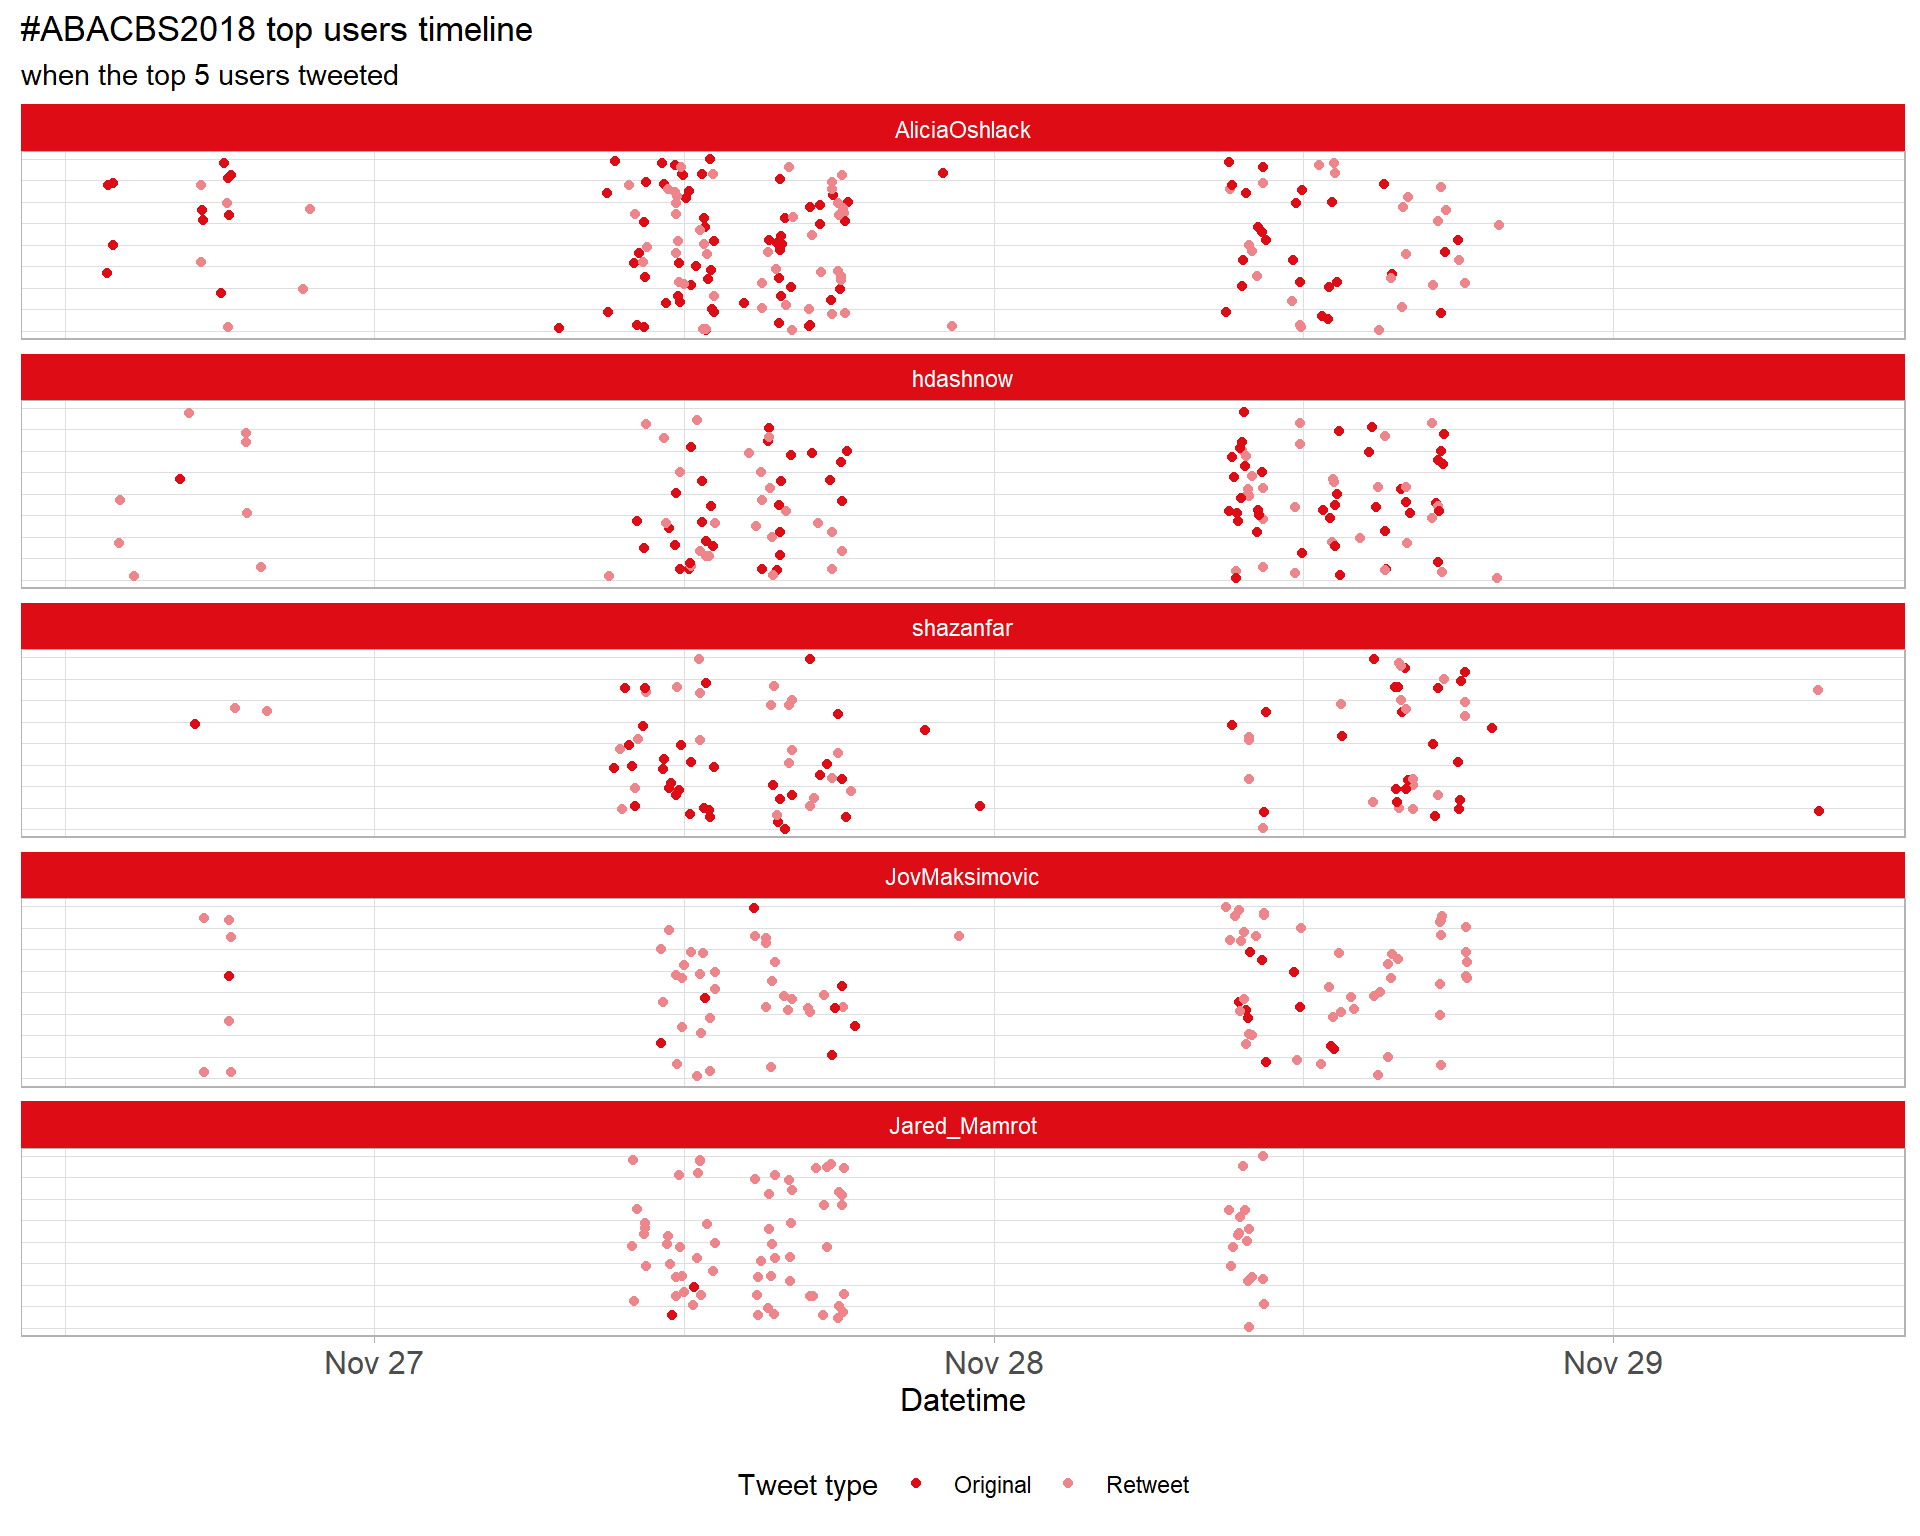 #ABACBS2018 top users timeline
when the top 5 users tweeted
AliciaOshlack
hdashnow
shazanfar
JovMaksimovic
Jared_Mamrot
Nov 27 Nov 28 Nov 29
Datetime
Tweet type Original Retweet